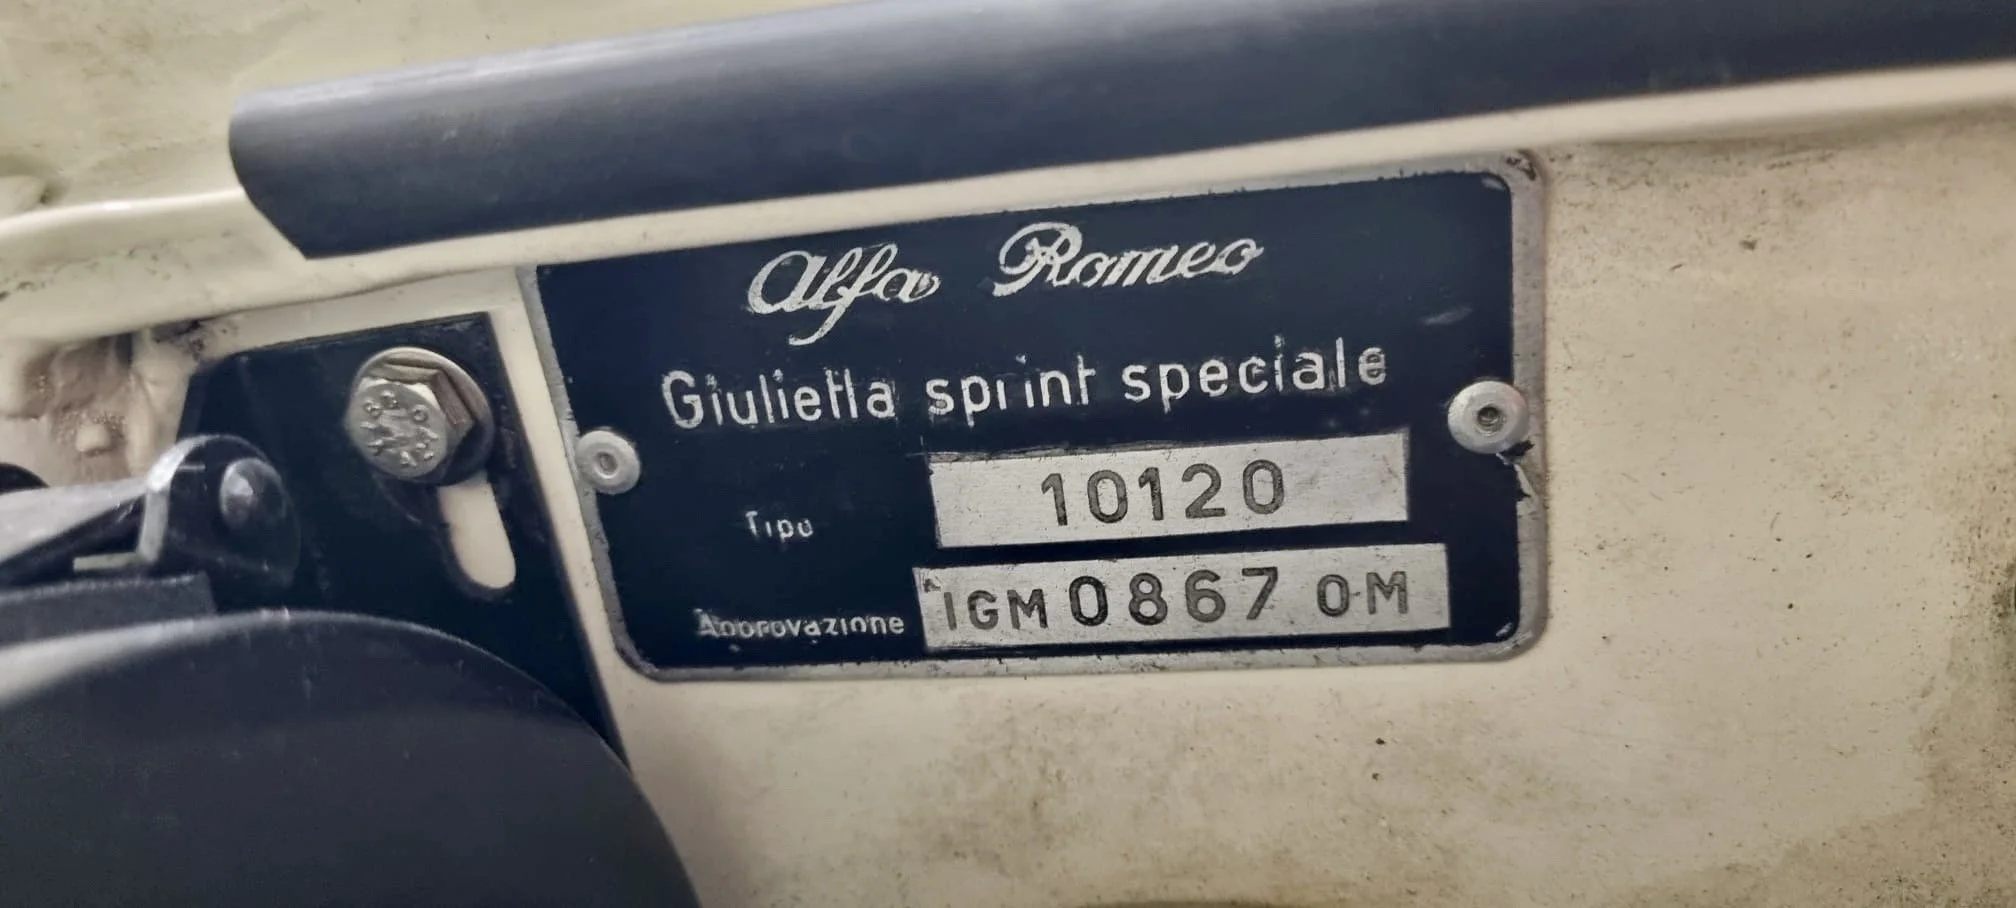 Alfa Romeo
Giulietta sprint speciale
Tipo 10120
Approvazione IGM 0867 OM